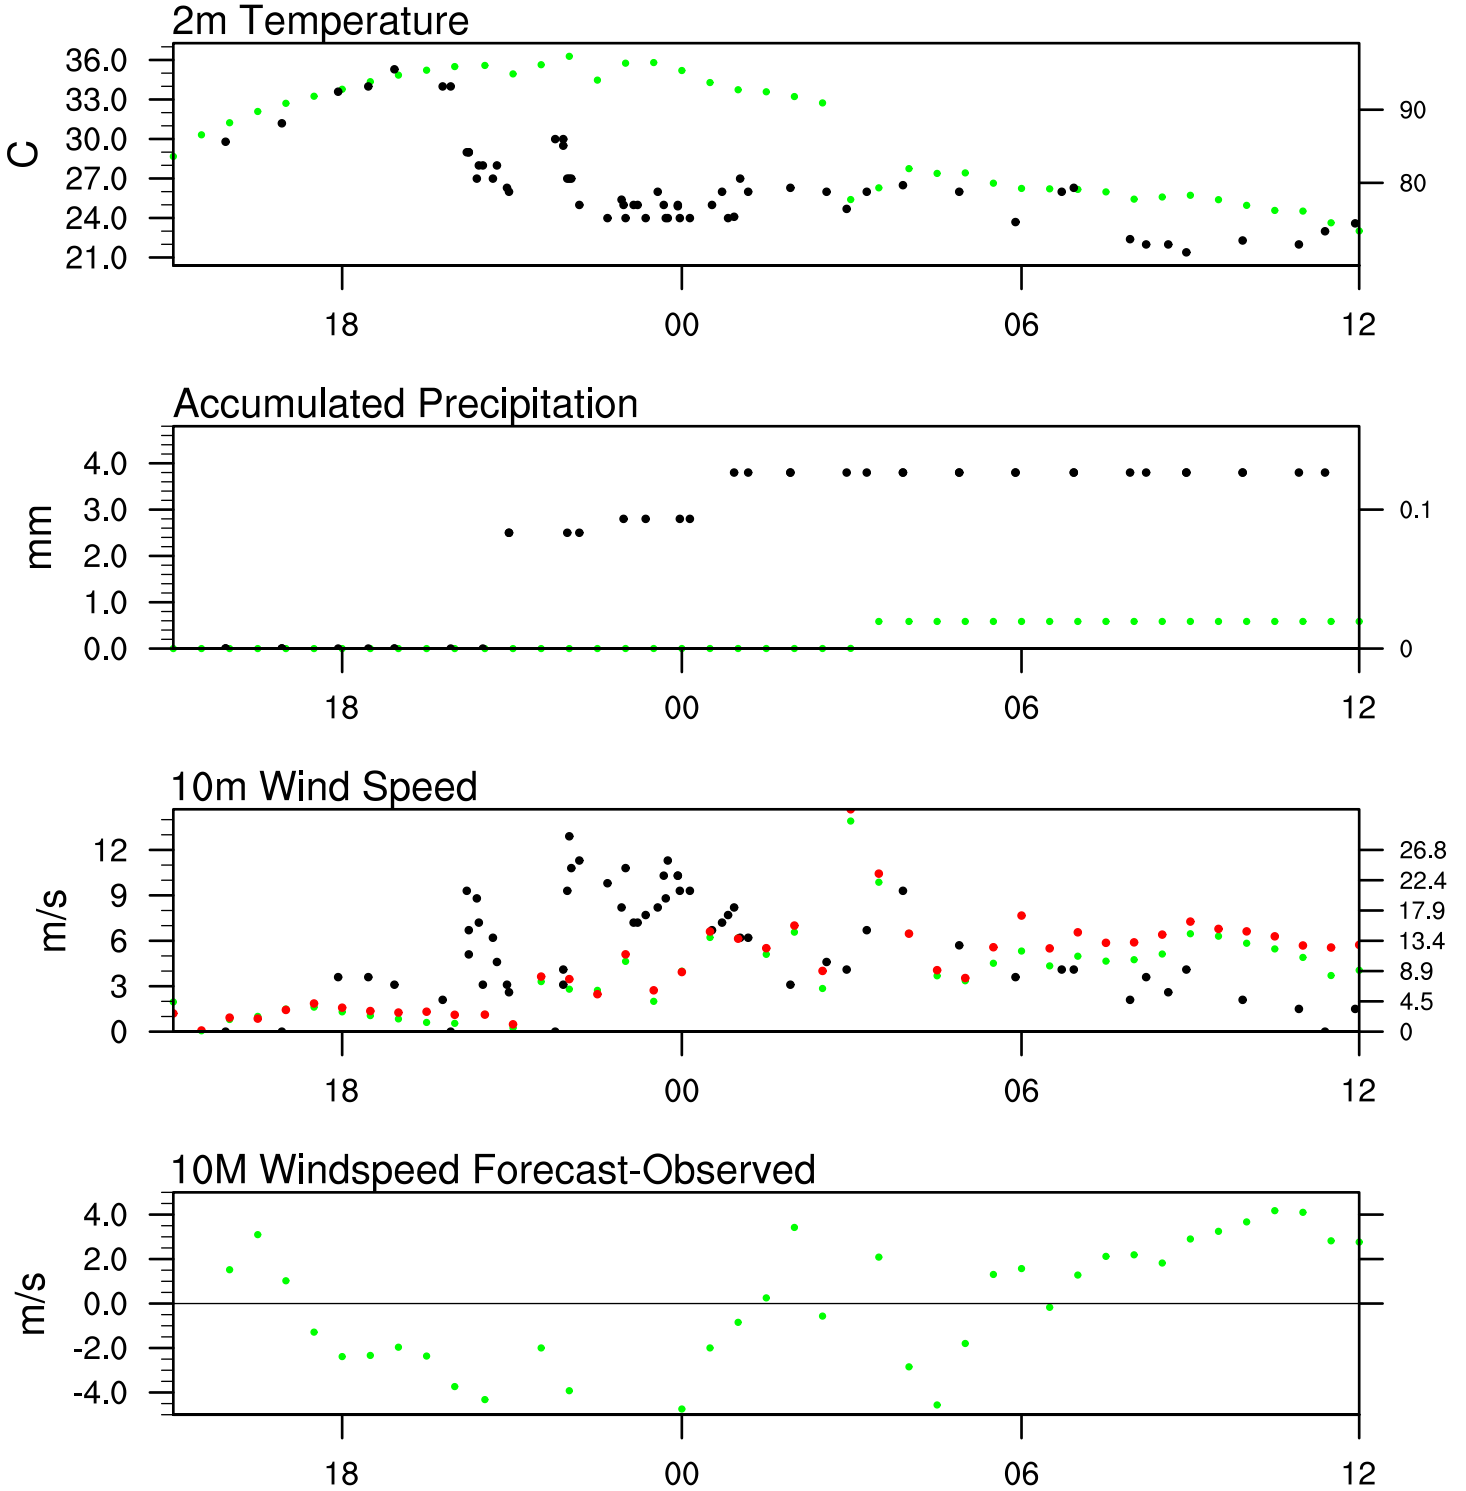 2m Temperature
C
36.0
33.0
30.0
27.0
24.0
21.0
90
80
18 00 06 12
Accumulated Precipitation
mm
4.0
3.0
2.0
1.0
0.0
0.1
0
18 00 06 12
10m Wind Speed
m/s
12
9
6
3
0
26.8
22.4
17.9
13.4
8.9
4.5
0
18 00 06 12
10M Windspeed Forecast-Observed
m/s
4.0
2.0
0.0
-2.0
-4.0
18 00 06 12